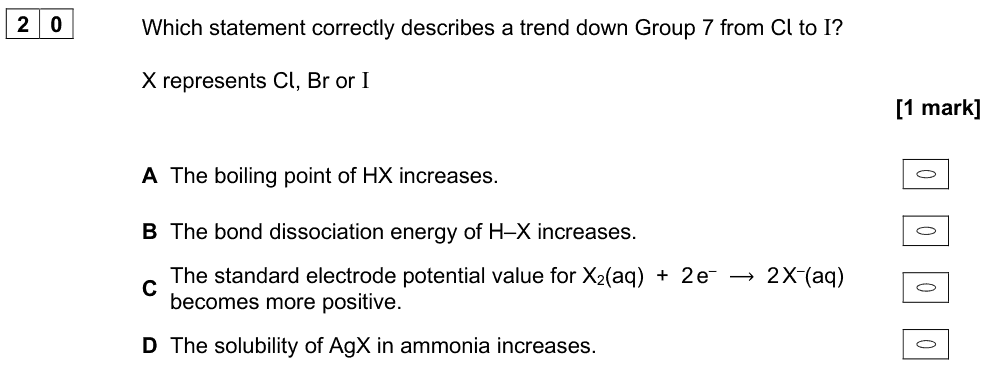 2 0 Which statement correctly describes a trend down Group 7 from Cl to I?
X represents Cl, Br or I
[1 mark]
A The boiling point of HX increases.
B The bond dissociation energy of H–X increases.
C The standard electrode potential value for X₂(aq) + 2 e⁻ → 2 X⁻(aq)
becomes more positive.
D The solubility of AgX in ammonia increases.